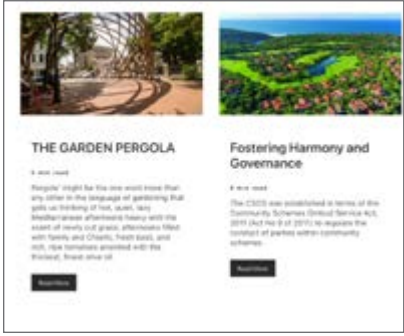 THE GARDEN PERGOLA
min read
Pergola' might be the one word more than
any other in the language of gardening that
gets us thinking of hot, quiet, lazy
Mediterranean afternoons heavy with the
scent of newly cut grass, afternoons filled
with family and Chianti, fresh basil, and
rich, ripe tomatoes anointed with the
thickest, finest olive oil.
Read More
Fostering Harmony and
Governance
min read
The CSOS was established in terms of the
Community Schemes Ombud Service Act,
2011 (Act No 9 of 2011) to regulate the
conduct of parties within community
schemes.
Read More